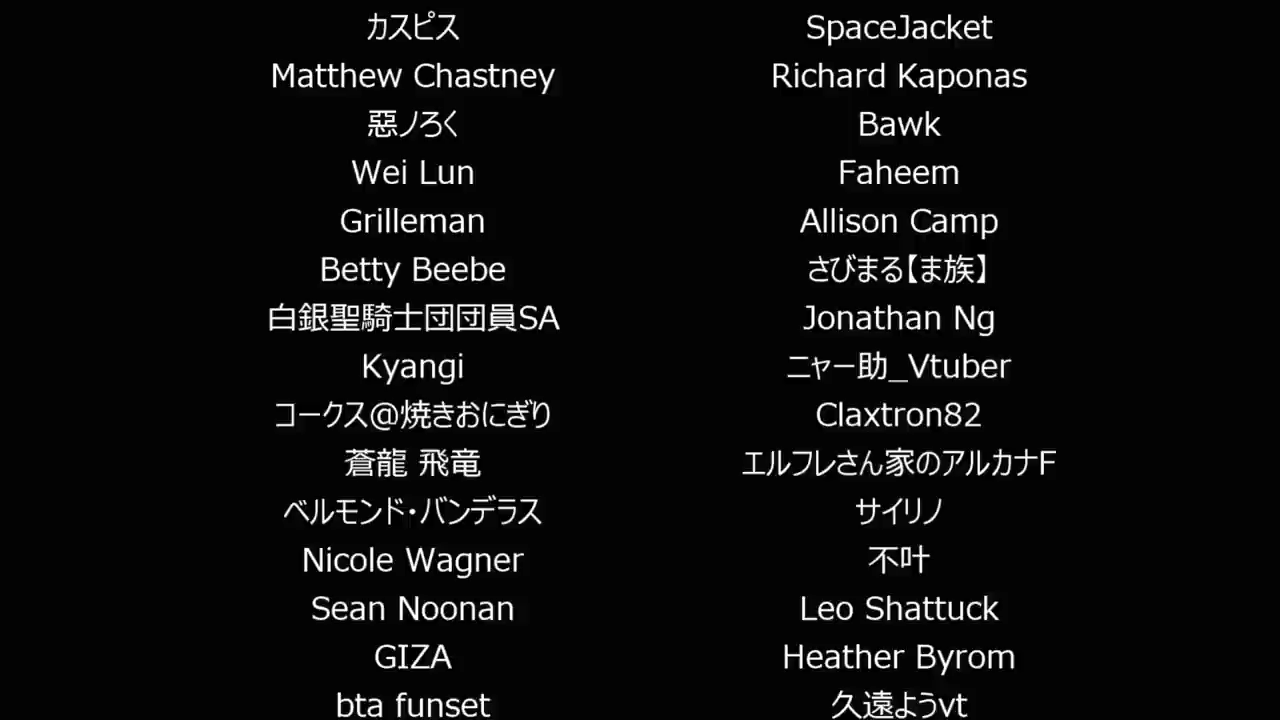 カスピス
SpaceJacket
Matthew Chastney
Richard Kaponas
惡ノろく
Bawk
Wei Lun
Faheem
Grilleman
Allison Camp
Betty Beebe
さびまる【ま族】
白銀聖騎士団団員SA
Jonathan Ng
Kyangi
ニャー助_Vtuber
コークス@焼きおにぎり
Claxtron82
蒼龍 飛竜
エルフレさん家のアルカナF
ベルモンド・バンデラス
サイリノ
Nicole Wagner
不叶
Sean Noonan
Leo Shattuck
GIZA
Heather Byrom
bta funset
久遠ようvt